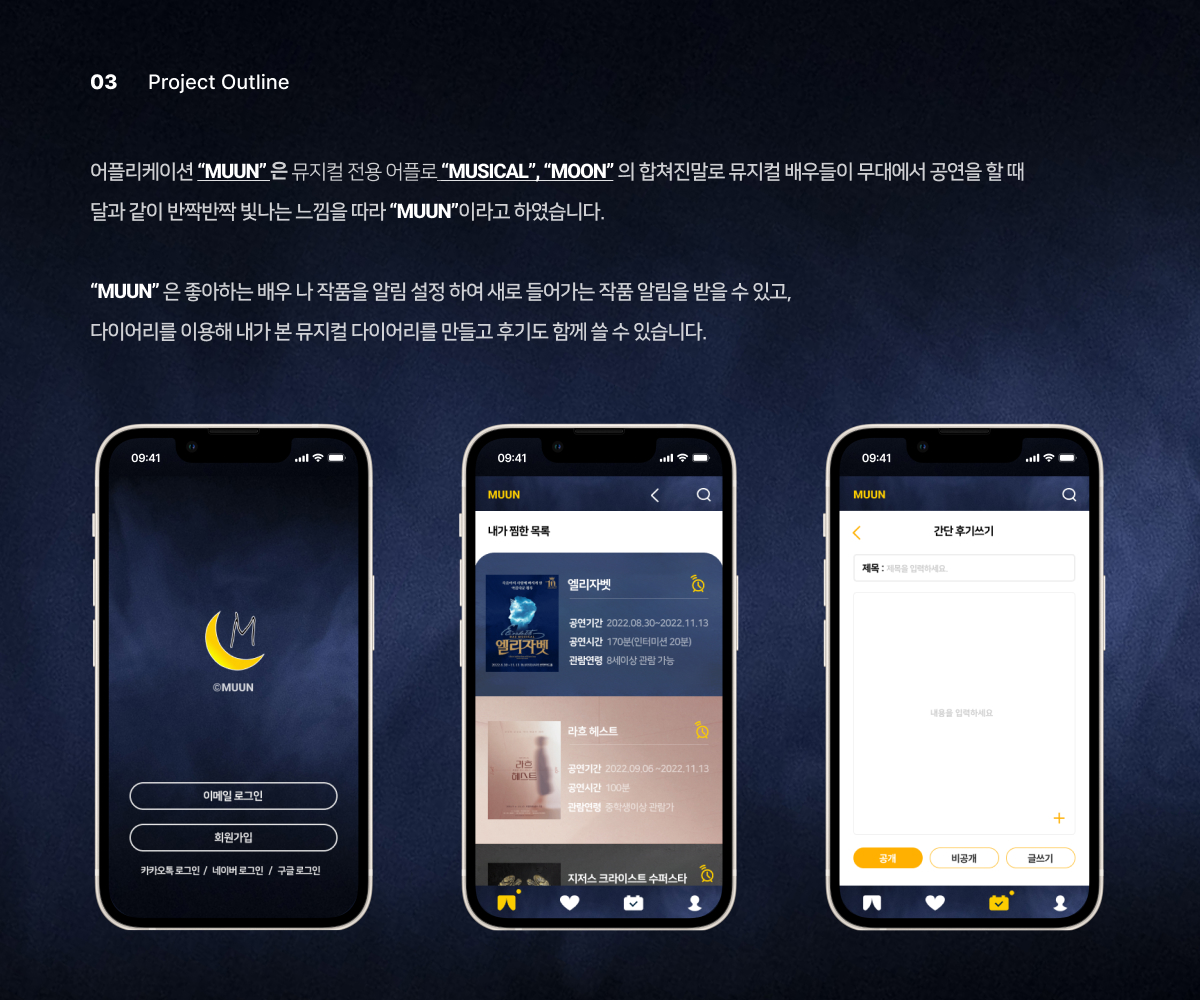 03 Project Outline
어플리케이션 “MUUN” 은 뮤지컬 전용 어플로 “MUSICAL”, “MOON” 의 합쳐진말로 뮤지컬 배우들이 무대에서 공연을 할 때
달과 같이 반짝반짝 빛나는 느낌을 따라 “MUUN”이라고 하였습니다.
“MUUN” 은 좋아하는 배우 나 작품을 알림 설정 하여 새로 들어가는 작품 알림을 받을 수 있고,
다이어리를 이용해 내가 본 뮤지컬 다이어리를 만들고 후기도 함께 쓸 수 있습니다.
09:41
M
©MUUN
이메일 로그인
회원가입
카카오톡 로그인 / 네이버 로그인 / 구글 로그인
09:41
MUUN
내가 찜한 목록
엘리자벳
10
엘리자벳
공연기간 2022.08.30~2022.11.13
공연시간 170분(인터미션 20분)
관람연령 8세이상 관람 가능
라흐 헤스트
라흐
헤스트
공연기간 2022.09.06 ~2022.11.13
공연시간 100분
관람연령 중학생이상 관람가
지저스 크라이스트 수퍼스타
09:41
MUUN
간단 후기쓰기
제목 : 제목을 입력하세요.
내용을 입력하세요
+
공개
비공개
글쓰기